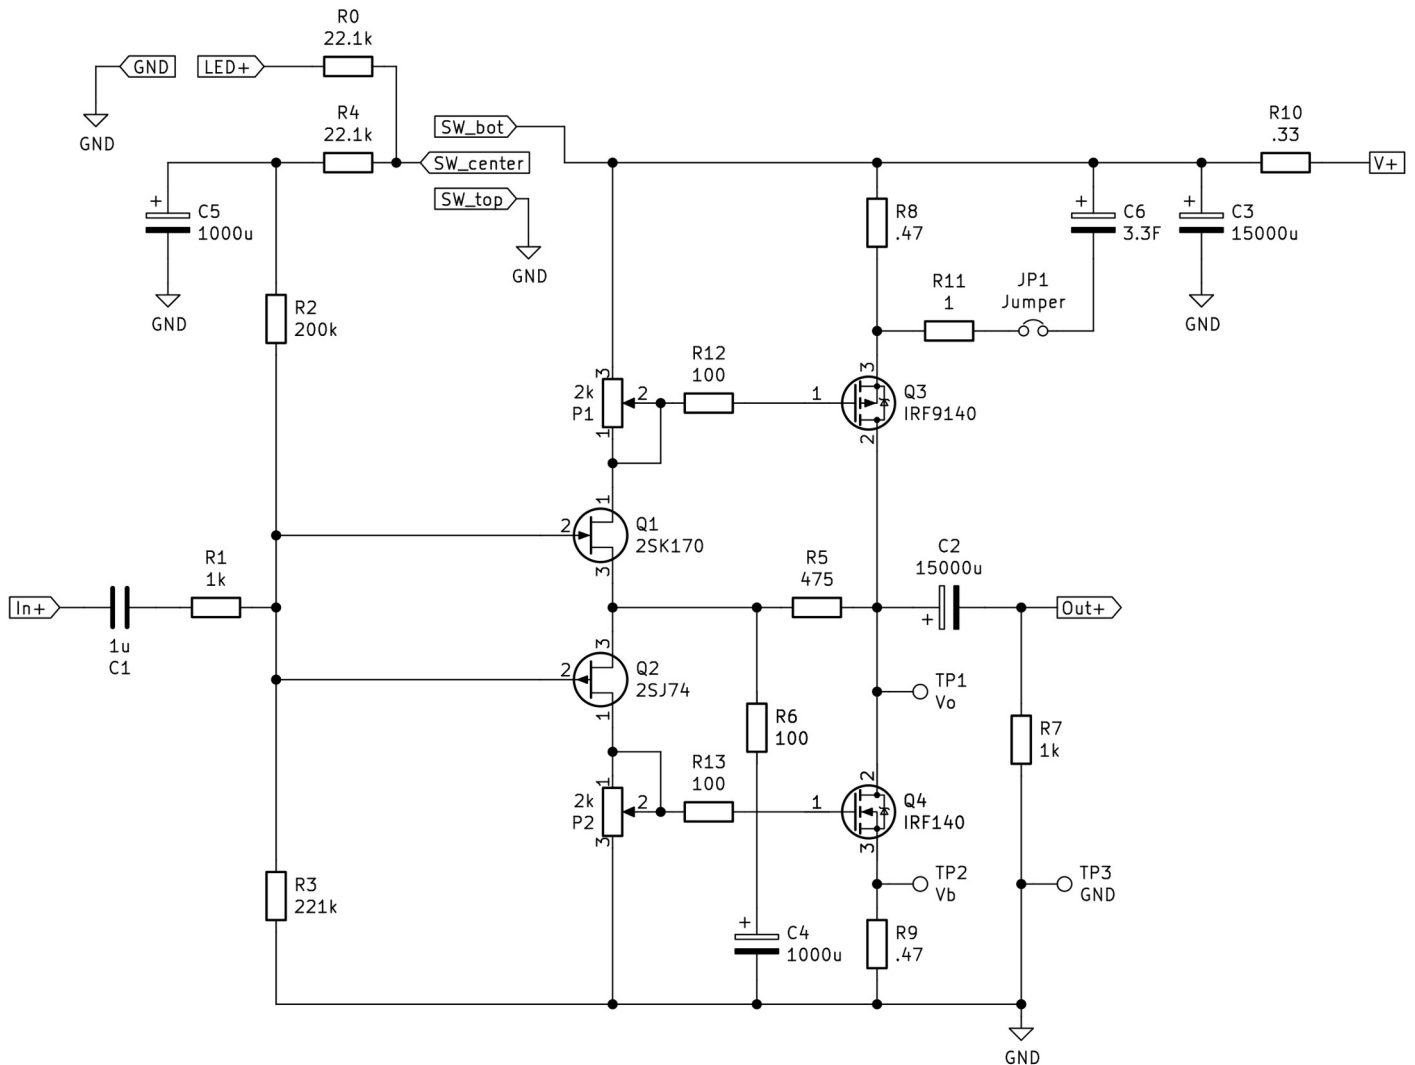 R0
22.1k
GND
LED+
R4
22.1k
GND
SW_bot
SW_center
SW_top
R10
.33
V+
+
C5
1000u
GND
GND
R8
.47
+
C6
3.3F
+
C3
15000u
GND
R2
200k
R11
1
JP1
Jumper
3
2k
P1
2
1
R12
100
1
3
2
Q3
IRF9140
1
2
3
Q1
2SK170
In+
1u
C1
R1
1k
R5
475
C2
15000u
+
Out+
3
2
1
Q2
2SJ74
TP1
Vo
R6
100
R7
1k
1
2k
P2
2
3
R13
100
1
2
3
Q4
IRF140
TP2
Vb
TP3
GND
R3
221k
+
C4
1000u
R9
.47
GND